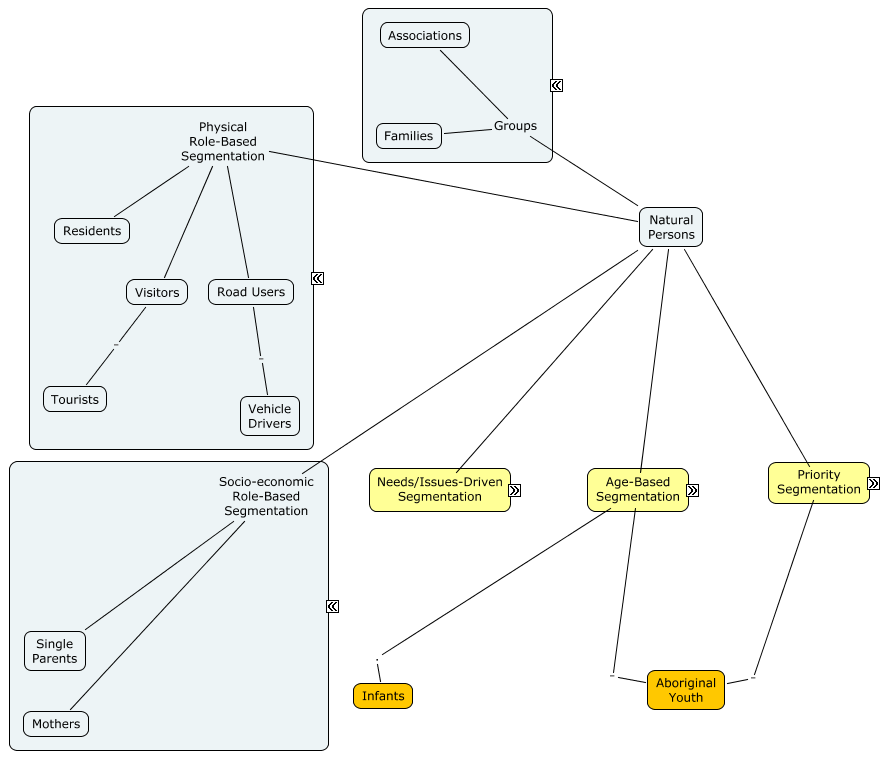 Associations
Families
Groups
Physical
Role-Based
Segmentation
Residents
Visitors
Road Users
Tourists
Vehicle
Drivers
Natural
Persons
Socio-economic
Role-Based
Segmentation
Single
Parents
Mothers
Needs/Issues-Driven
Segmentation
Age-Based
Segmentation
Priority
Segmentation
Infants
Aboriginal
Youth